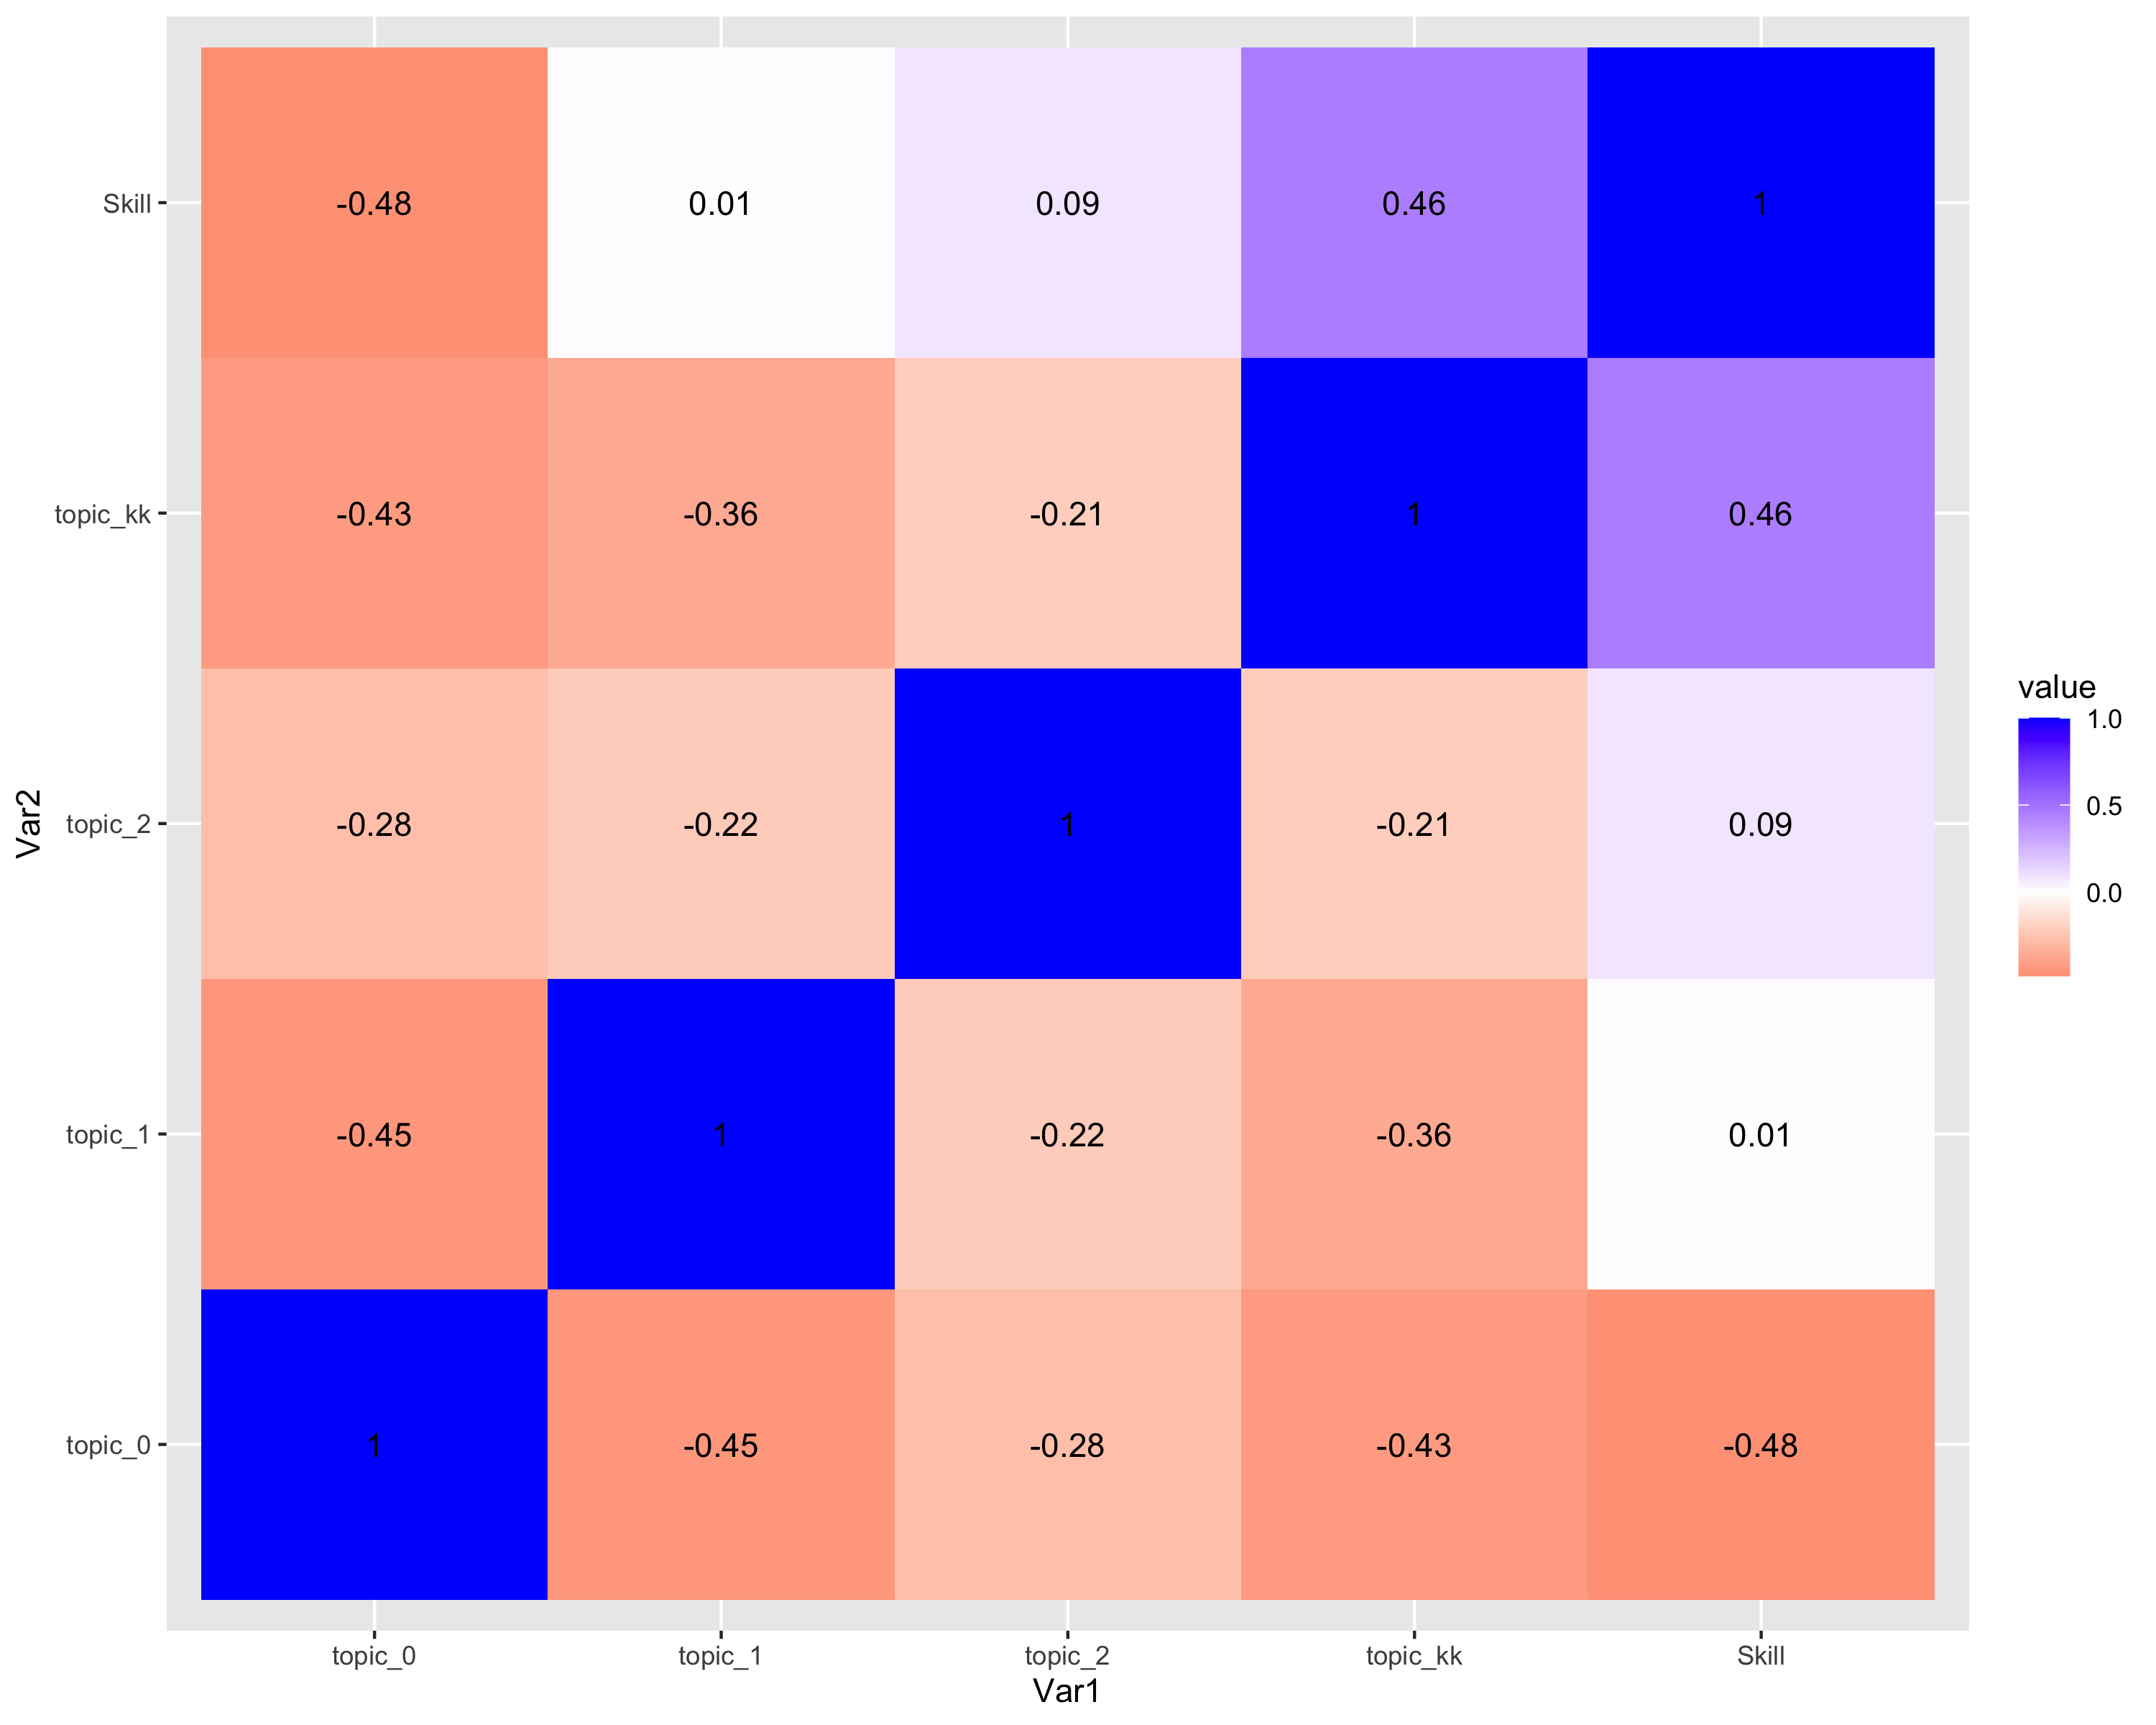 Skill -0.48 0.01 0.09 0.46 1
topic_kk -0.43 -0.36 -0.21 1 0.46
value
1.0
0.5
0.0
Var2
topic_2 -0.28 -0.22 1 -0.21 0.09
topic_1 -0.45 1 -0.22 -0.36 0.01
topic_0 1 -0.45 -0.28 -0.43 -0.48
topic_0 topic_1 topic_2 topic_kk Skill
Var1